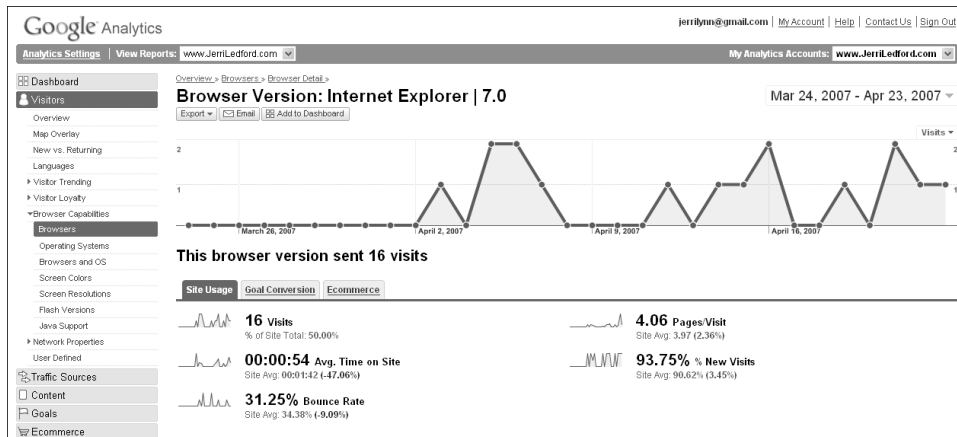 Google Analytics
jerrilynn@gmail.com | My Account | Help | Contact Us | Sign Out
Analytics Settings | View Reports: www.JerriLedford.com
My Analytics Accounts: www.JerriLedford.com
Dashboard
Visitors
Overview
Map Overlay
New vs. Returning
Languages
Visitor Trending
Visitor Loyalty
Browser Capabilities
Browsers
Operating Systems
Browsers and OS
Screen Colors
Screen Resolutions
Flash Versions
Java Support
Network Properties
User Defined
Traffic Sources
Content
Goals
Ecommerce
Overview » Browsers » Browser Detail »
Browser Version: Internet Explorer | 7.0
Mar 24, 2007 - Apr 23, 2007
Export Email Add to Dashboard
Visits
2 2
1 1
March 26, 2007 April 2, 2007 April 9, 2007 April 16, 2007
This browser version sent 16 visits
Site Usage Goal Conversion Ecommerce
16 Visits
% of Site Total: 50.00%
4.06 Pages/Visit
Site Avg: 3.97 (2.36%)
00:00:54 Avg. Time on Site
Site Avg: 00:01:42 (-47.06%)
93.75% % New Visits
Site Avg: 90.62% (3.45%)
31.25% Bounce Rate
Site Avg: 34.38% (-9.09%)